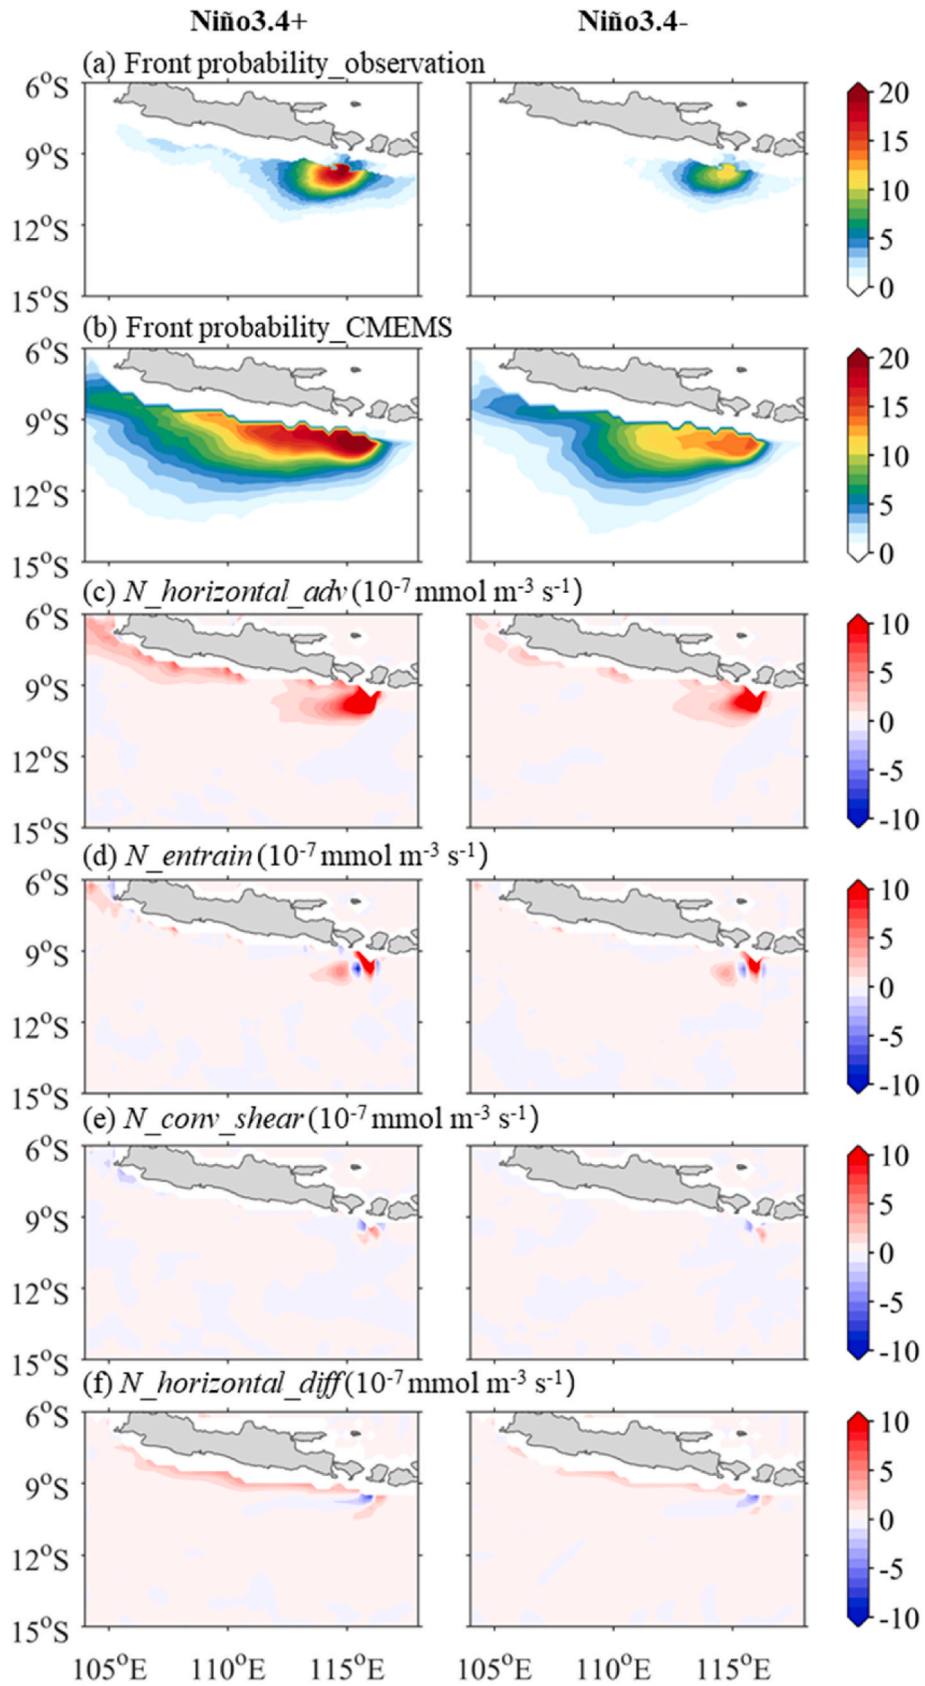 Niño3.4+ Niño3.4-
(a) Front probability_observation
6°S
9°S
12°S
15°S
20
15
10
5
0
(b) Front probability_CMEMS
6°S
9°S
12°S
15°S
20
15
10
5
0
(c) N_horizontal_adv (10⁻⁷ mmol m⁻³ s⁻¹)
6°S
9°S
12°S
15°S
10
5
0
-5
-10
(d) N_entrain (10⁻⁷ mmol m⁻³ s⁻¹)
6°S
9°S
12°S
15°S
10
5
0
-5
-10
(e) N_conv_shear (10⁻⁷ mmol m⁻³ s⁻¹)
6°S
9°S
12°S
15°S
10
5
0
-5
-10
(f) N_horizontal_diff (10⁻⁷ mmol m⁻³ s⁻¹)
6°S
9°S
12°S
15°S
10
5
0
-5
-10
105°E 110°E 115°E 105°E 110°E 115°E